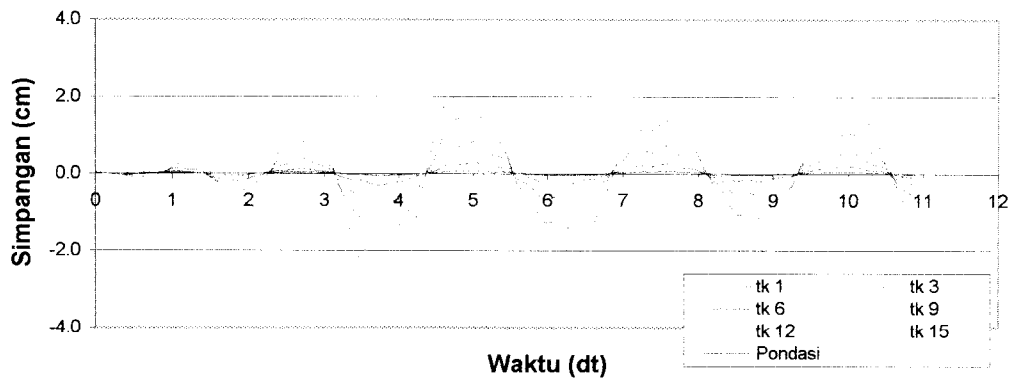 4.0
2.0
0.0
-2.0
-4.0
Simpangan (cm)
0 1 2 3 4 5 6 7 8 9 10 11 12
Waktu (dt)
tk 1 tk 3
tk 6 tk 9
tk 12 tk 15
Pondasi